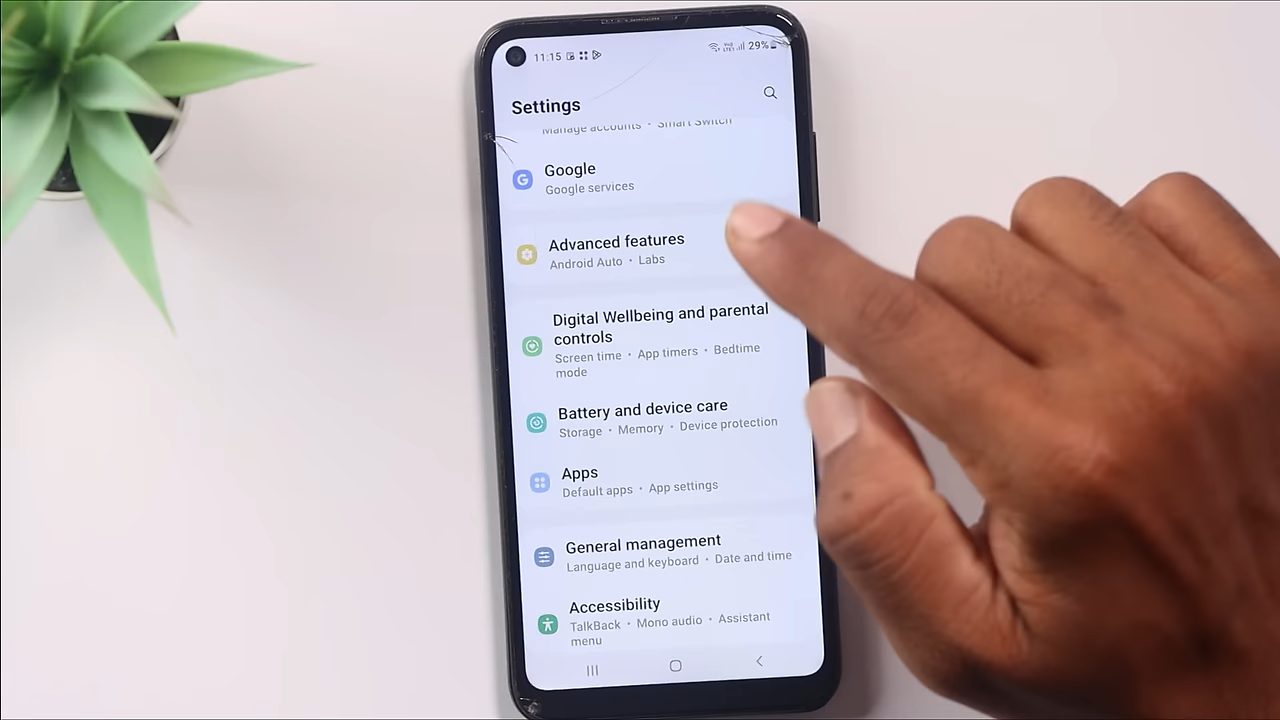 11:15
VoLTE1 29%
Settings
Manage accounts • Smart Switch
Google
Google services
Advanced features
Android Auto • Labs
Digital Wellbeing and parental
controls
Screen time • App timers • Bedtime
mode
Battery and device care
Storage • Memory • Device protection
Apps
Default apps • App settings
General management
Language and keyboard • Date and time
Accessibility
TalkBack • Mono audio • Assistant
menu